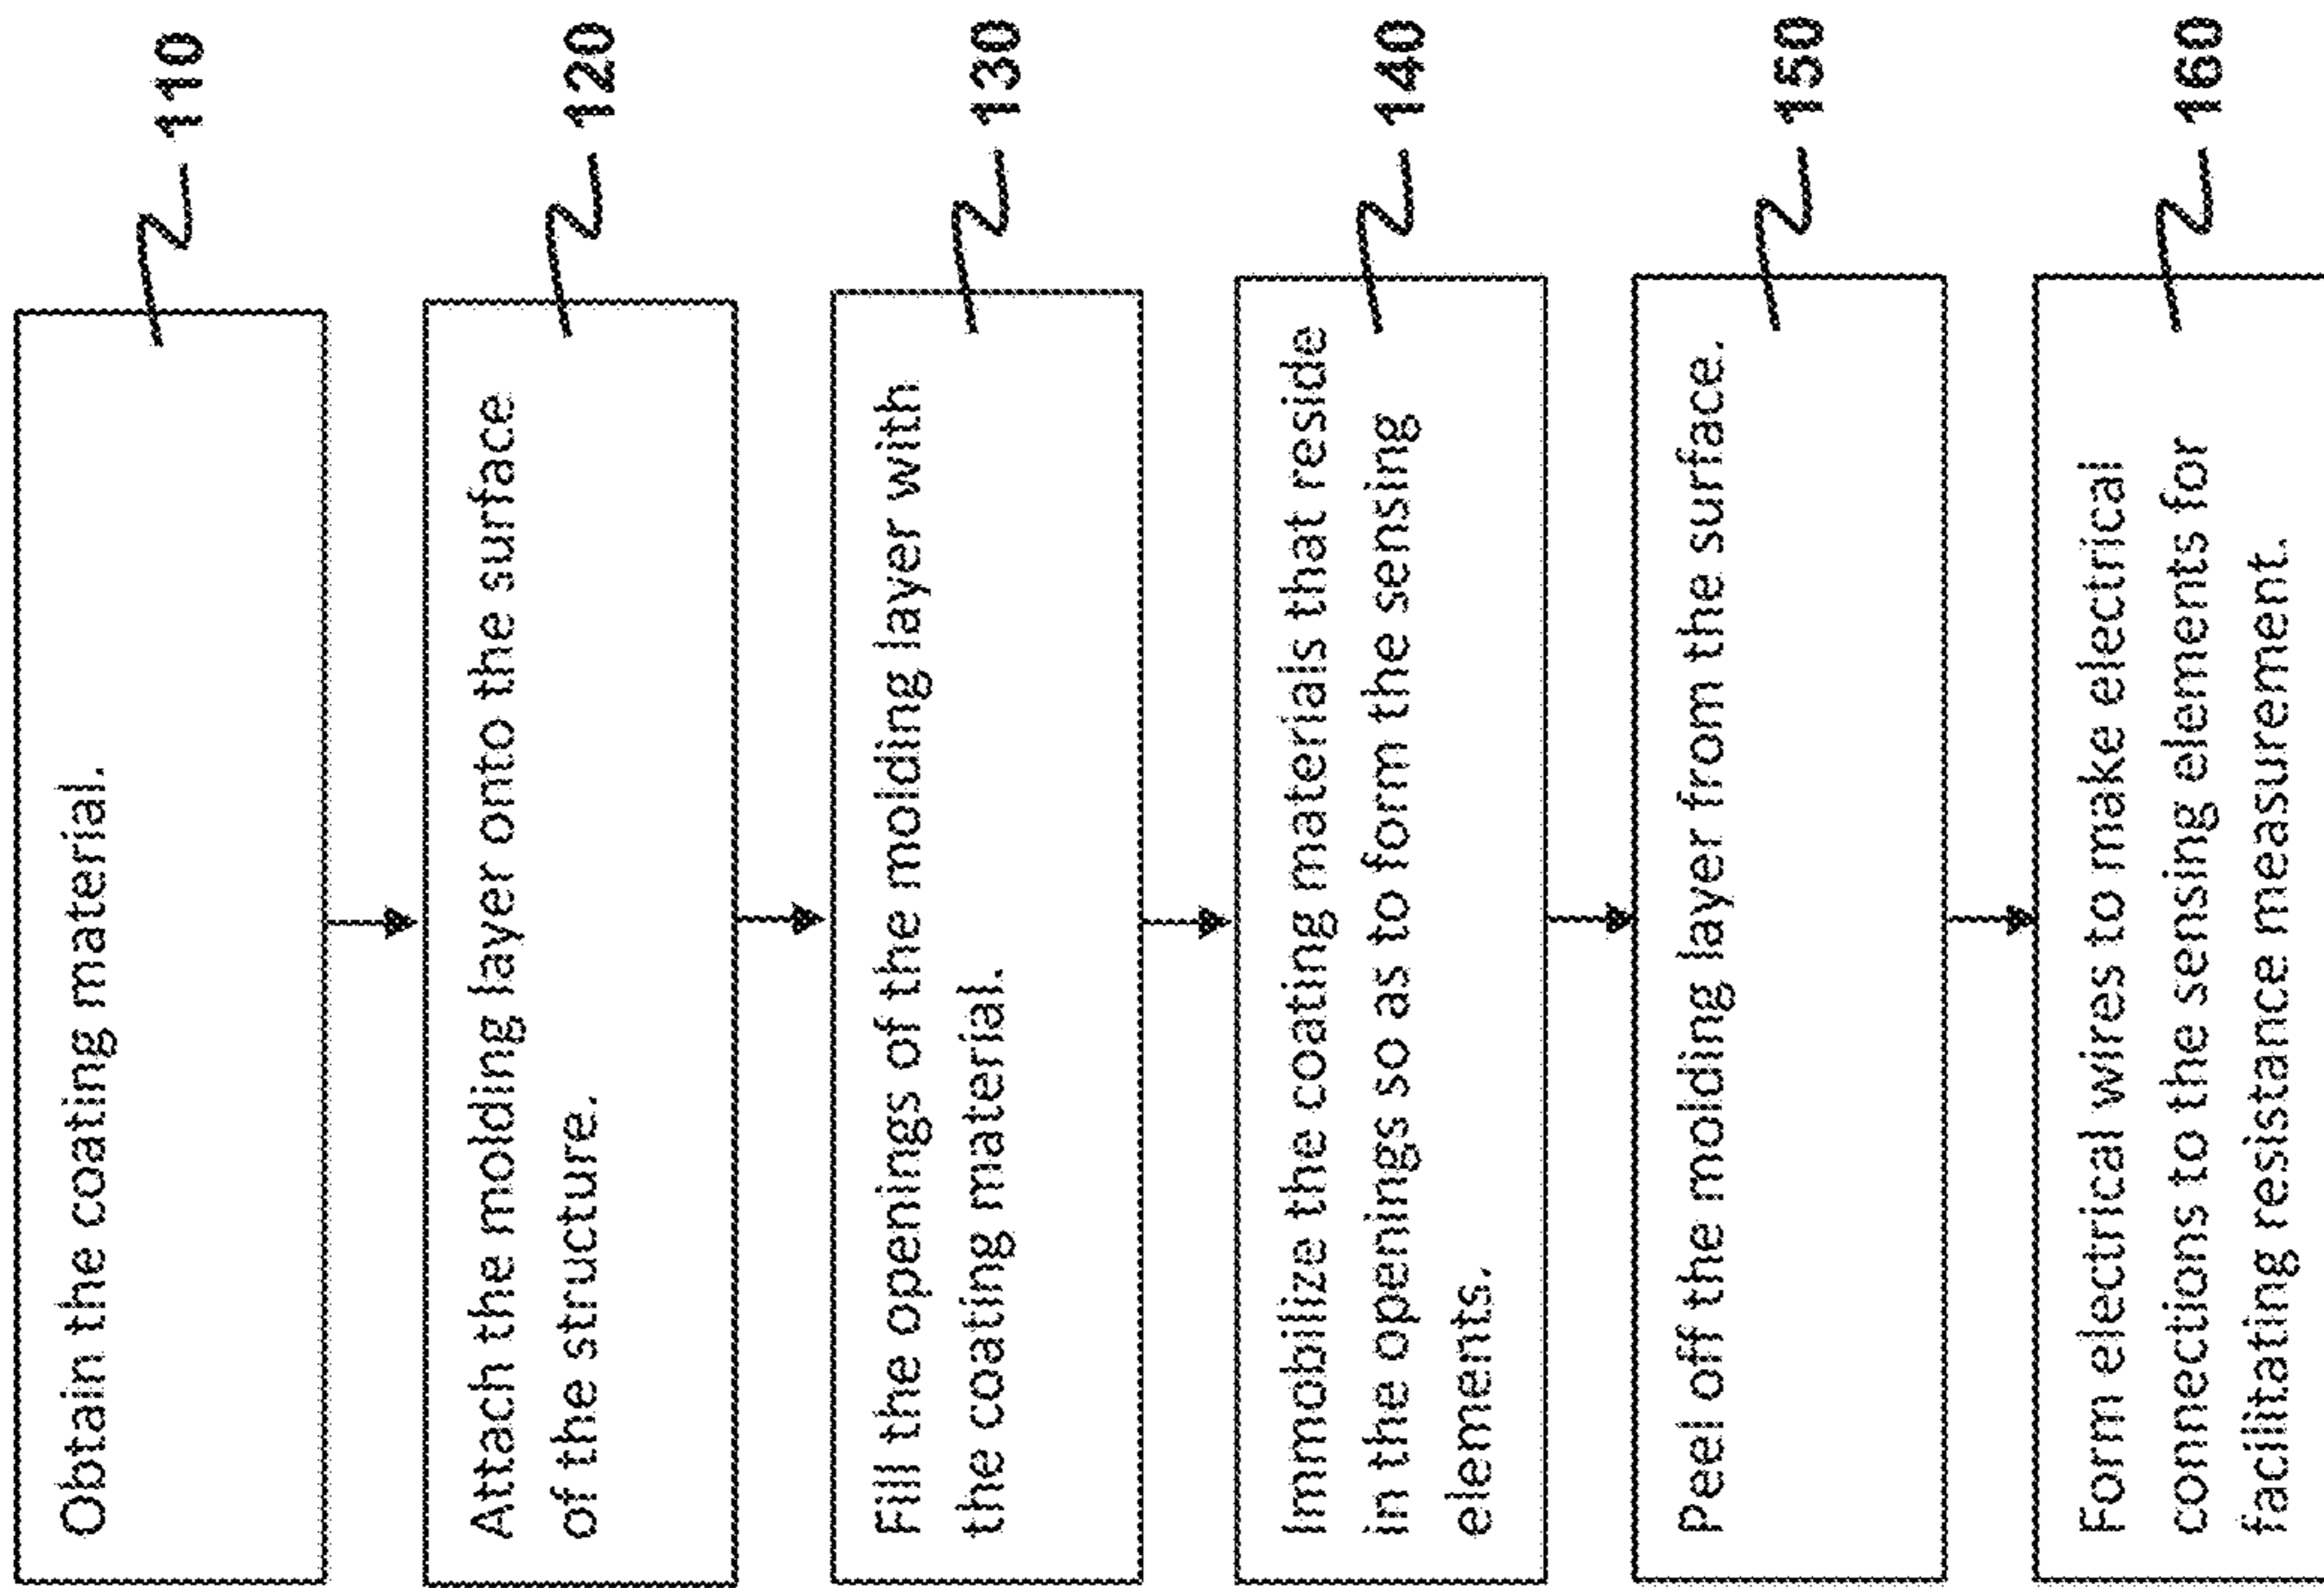 Obtain the coating material.
110
Attach the molding layer onto the surface
of the structure.
120
Fill the openings of the molding layer with
the coating material.
130
Immobilize the coating materials that reside
in the openings so as to form the sensing
elements.
140
Peel off the molding layer from the surface.
150
Form electrical wires to make electrical
connections to the sensing elements for
facilitating resistance measurement.
160